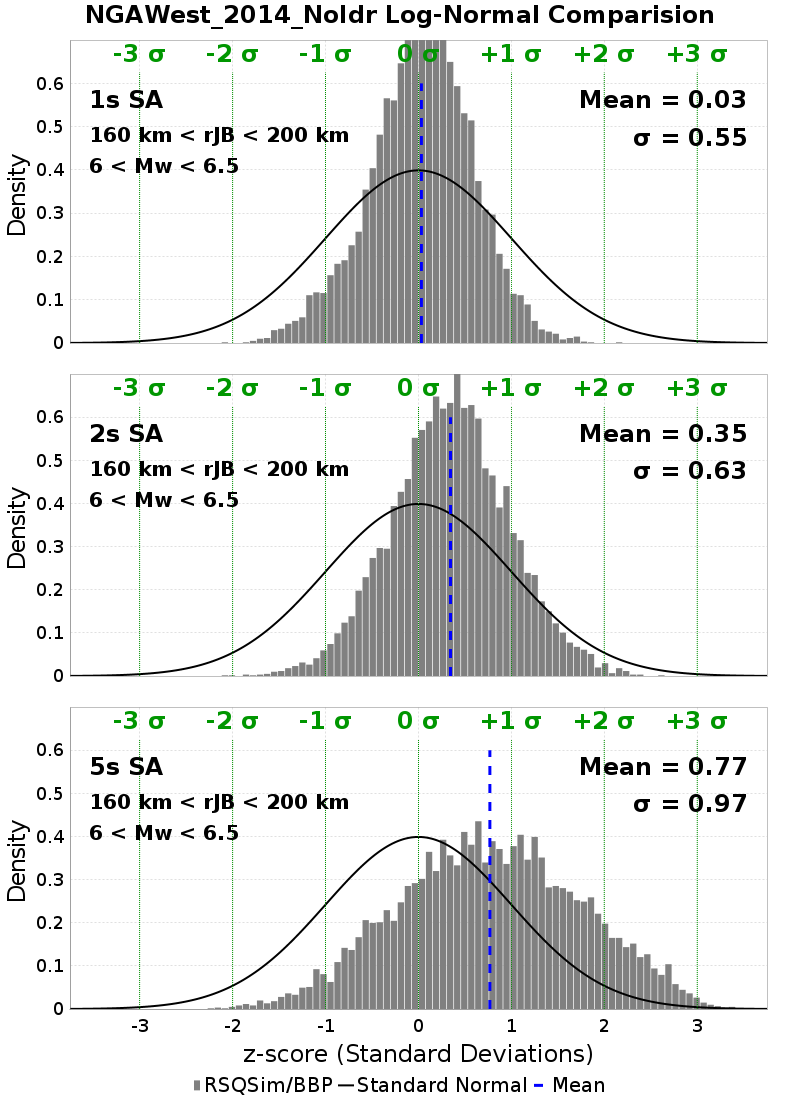 NGAWest_2014_NoIdr Log-Normal Comparision
-3 σ -2 σ -1 σ 0 σ +1 σ +2 σ +3 σ
0.6
1s SA Mean = 0.03
0.5
160 km < rJB < 200 km σ = 0.55
6 < Mw < 6.5
0.4
0.3
0.2
0.1
0
Density
-3 σ -2 σ -1 σ 0 σ +1 σ +2 σ +3 σ
0.6
2s SA Mean = 0.35
0.5
160 km < rJB < 200 km σ = 0.63
6 < Mw < 6.5
0.4
0.3
0.2
0.1
0
Density
-3 σ -2 σ -1 σ 0 σ +1 σ +2 σ +3 σ
0.6
5s SA Mean = 0.77
0.5
160 km < rJB < 200 km σ = 0.97
6 < Mw < 6.5
0.4
0.3
0.2
0.1
0
Density
-3 -2 -1 0 1 2 3
z-score (Standard Deviations)
RSQSim/BBP Standard Normal Mean